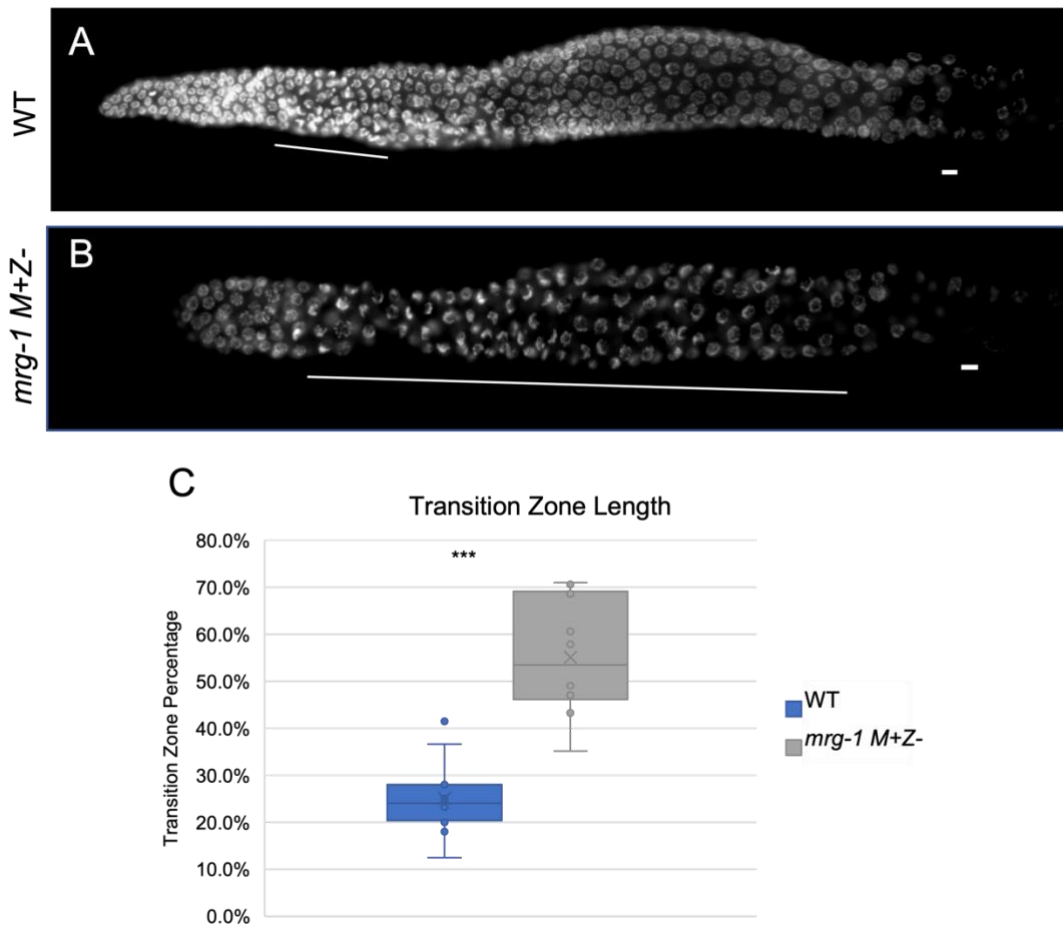 A
WT
B
mrg-1 M+Z-
C
Transition Zone Length
Transition Zone Percentage
80.0%
70.0%
60.0%
50.0%
40.0%
30.0%
20.0%
10.0%
0.0%
***
WT
mrg-1 M+Z-